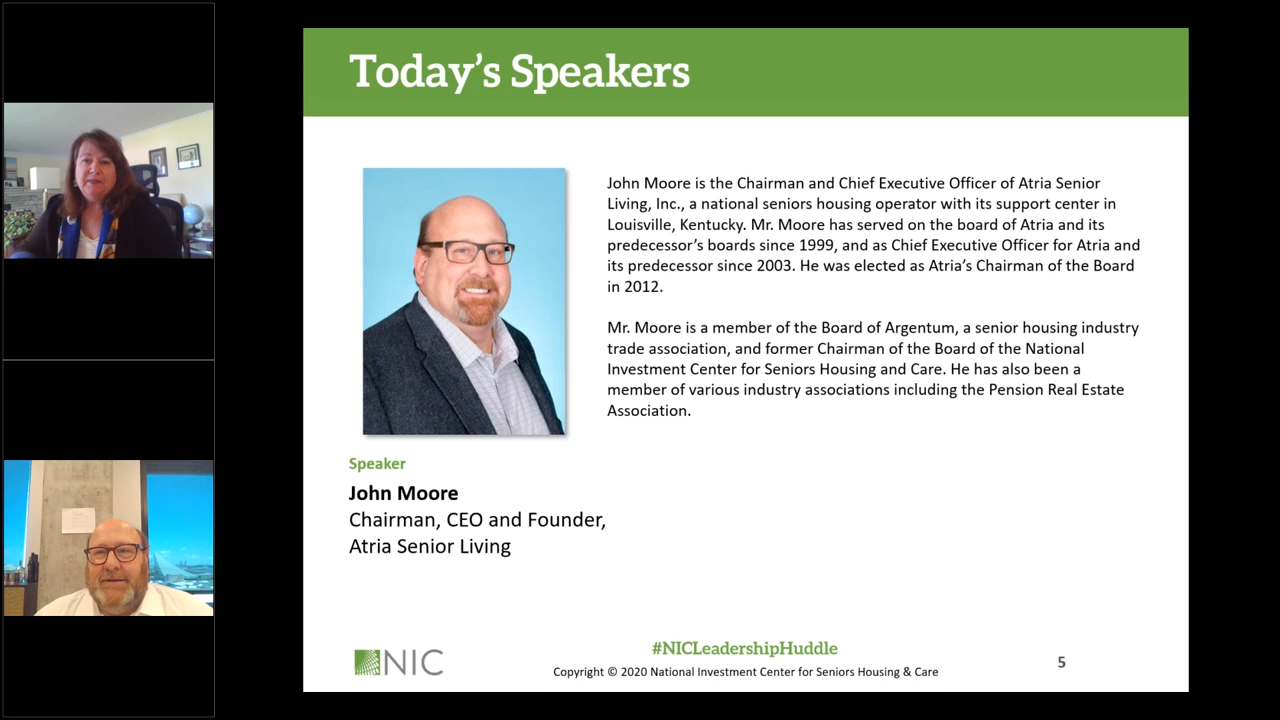 Today's Speakers
John Moore is the Chairman and Chief Executive Officer of Atria Senior
Living, Inc., a national seniors housing operator with its support center in
Louisville, Kentucky. Mr. Moore has served on the board of Atria and its
predecessor's boards since 1999, and as Chief Executive Officer for Atria and
its predecessor since 2003. He was elected as Atria's Chairman of the Board
in 2012.
Mr. Moore is a member of the Board of Argentum, a senior housing industry
trade association, and former Chairman of the Board of the National
Investment Center for Seniors Housing and Care. He has also been a
member of various industry associations including the Pension Real Estate
Association.
Speaker
John Moore
Chairman, CEO and Founder,
Atria Senior Living
NIC
#NICLeadershipHuddle
Copyright © 2020 National Investment Center for Seniors Housing & Care
5